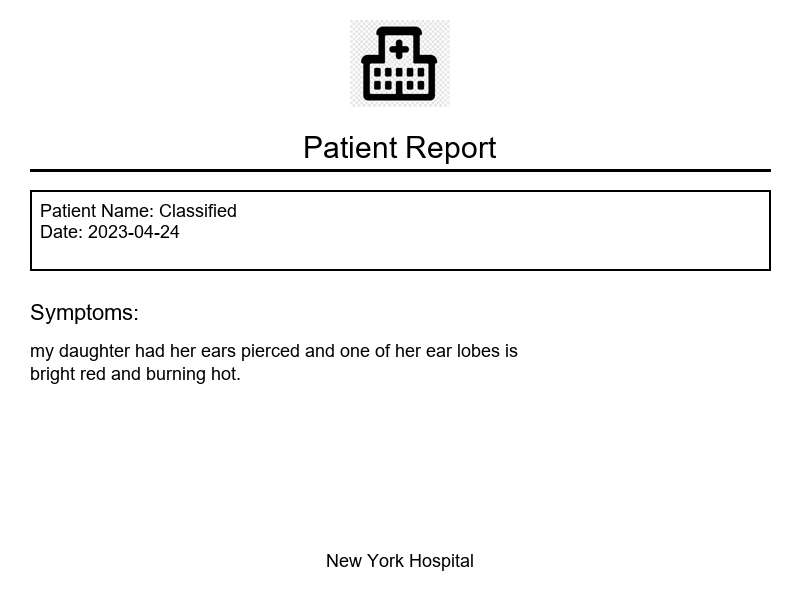 Patient Report
Patient Name: Classified
Date: 2023-04-24
Symptoms:
my daughter had her ears pierced and one of her ear lobes is
bright red and burning hot.
New York Hospital